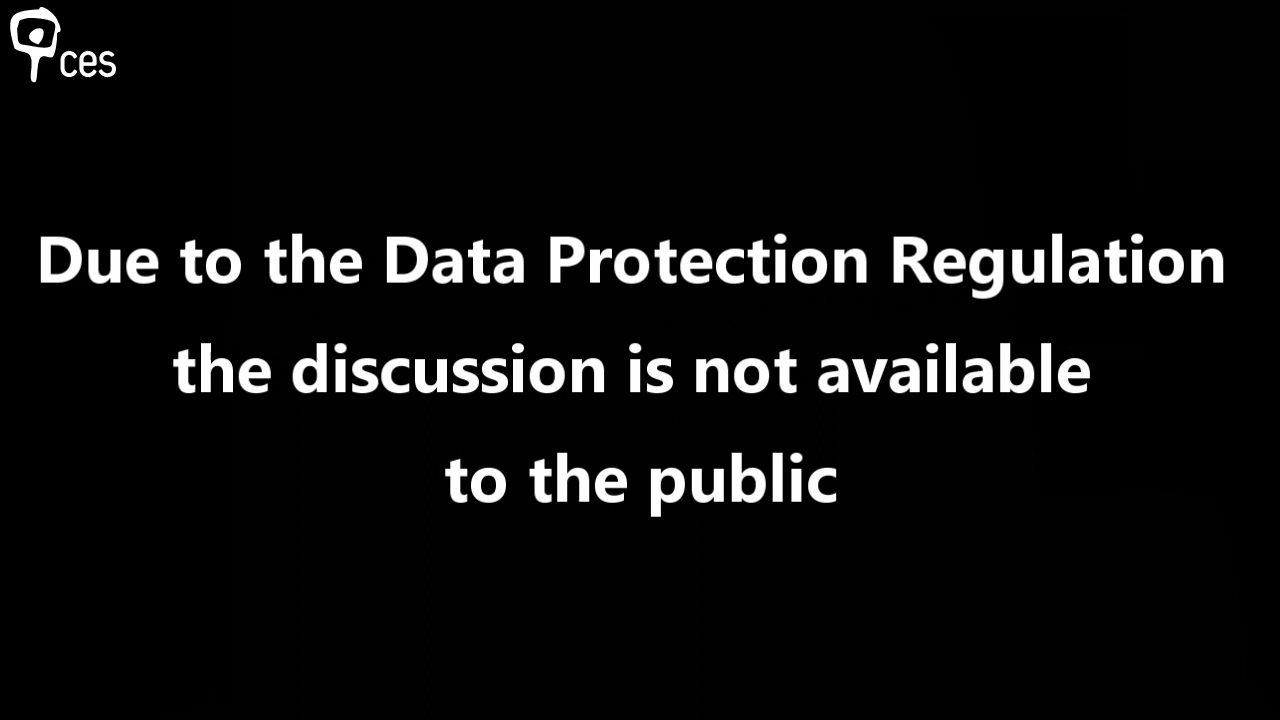 ces
Due to the Data Protection Regulation
the discussion is not available
to the public